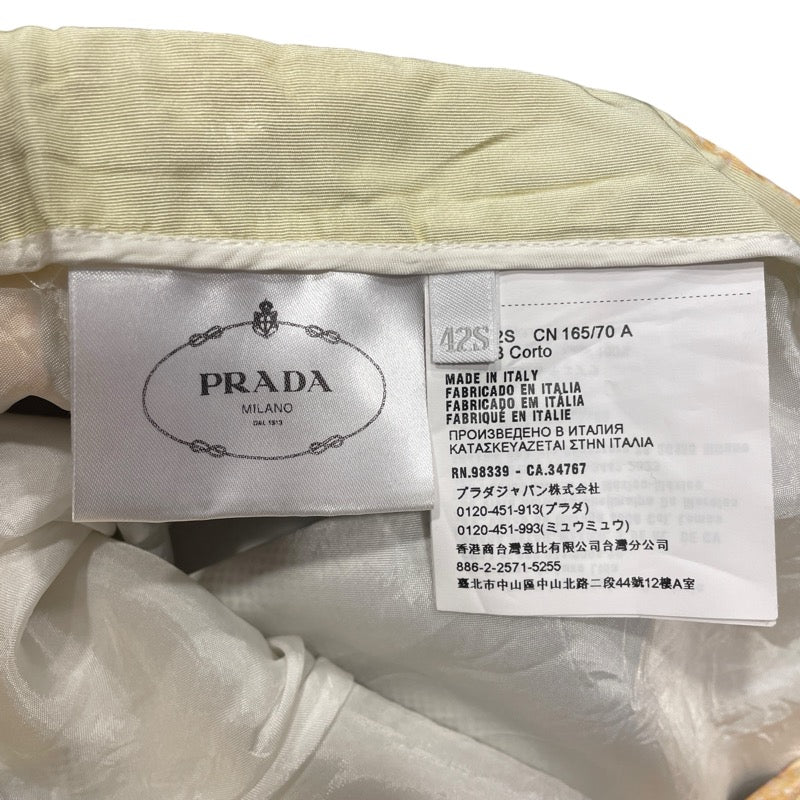 PRADA
MILANO
DAL 1913
42S
2S CN 165/70 A
Corto
MADE IN ITALY
FABRICADO EN ITALIA
FABRICADO EM ITÁLIA
FABRIQUÉ EN ITALIE
ПРОИЗВЕДЕНО В ИТАЛИЯ
ΚΑΤΑΣΚΕΥΑΖΕΤΑΙ ΣΤΗΝ ΙΤΑΛΙΑ
RN.98339 - CA.34767
プラダジャパン株式会社
0120-451-913(プラダ)
0120-451-993(ミュウミュウ)
香港商台灣意比有限公司台灣分公司
886-2-2571-5255
臺北市中山區中山北路二段44號12樓A室